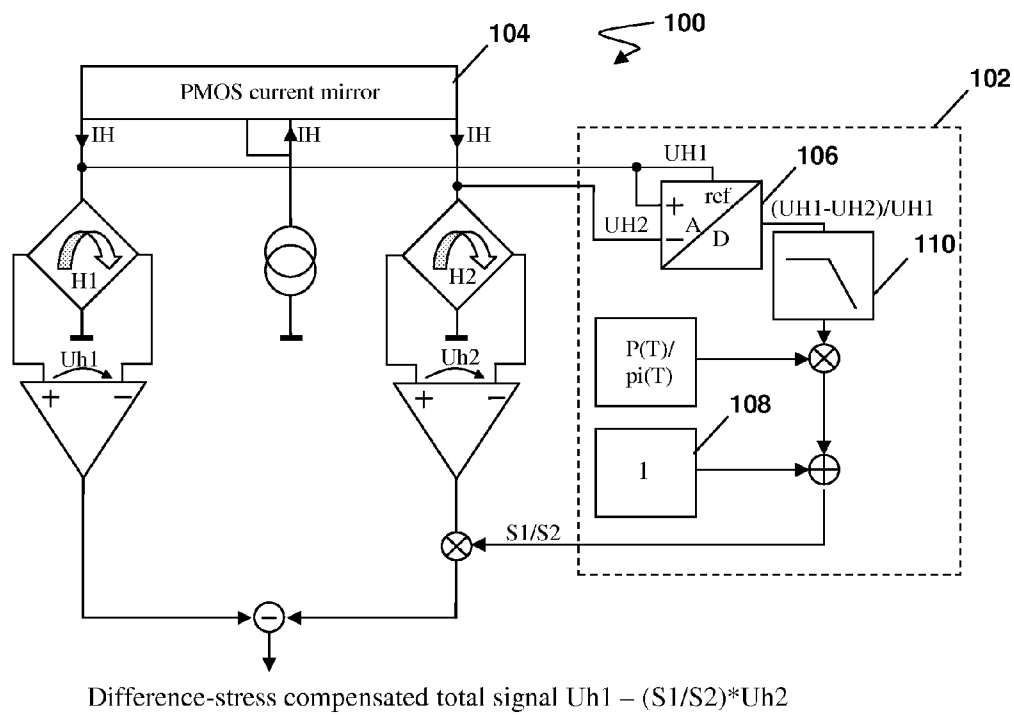 104
100
PMOS current mirror
102
IH
IH
IH
UH1
106
ref
(UH1-UH2)/UH1
+
A
UH2
−
D
110
H1
H2
Uh1
Uh2
P(T)/
pi(T)
+
−
+
−
108
1
S1/S2
−
Difference-stress compensated total signal Uh1 – (S1/S2)*Uh2